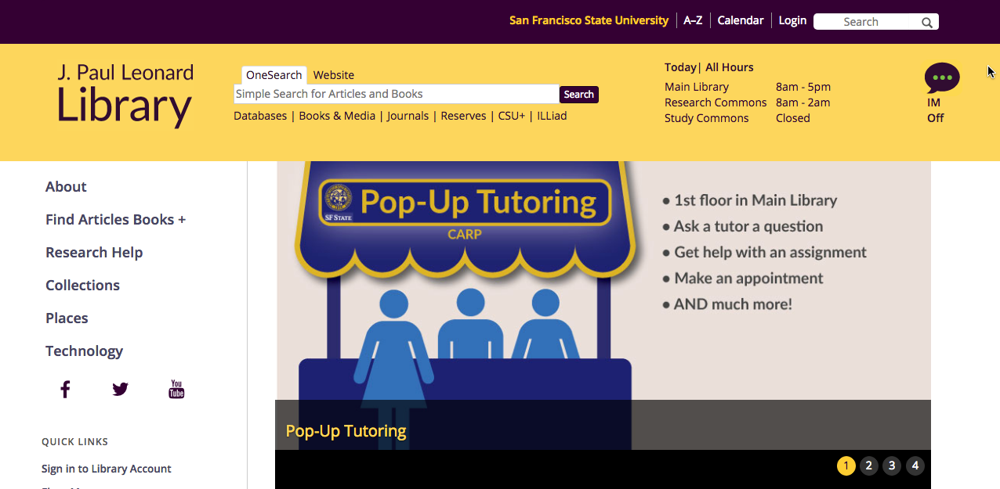 San Francisco State University | A–Z | Calendar | Login Search
J. Paul Leonard
Library
OneSearch Website
Simple Search for Articles and Books Search
Databases | Books & Media | Journals | Reserves | CSU+ | ILLiad
Today| All Hours
Main Library 8am - 5pm
Research Commons 8am - 2am
Study Commons Closed
IM
Off
About
Find Articles Books +
Research Help
Collections
Places
Technology
You
Tube
QUICK LINKS
Sign in to Library Account
SF STATE
Pop-Up Tutoring
CARP
• 1st floor in Main Library
• Ask a tutor a question
• Get help with an assignment
• Make an appointment
• AND much more!
Pop-Up Tutoring
1 2 3 4